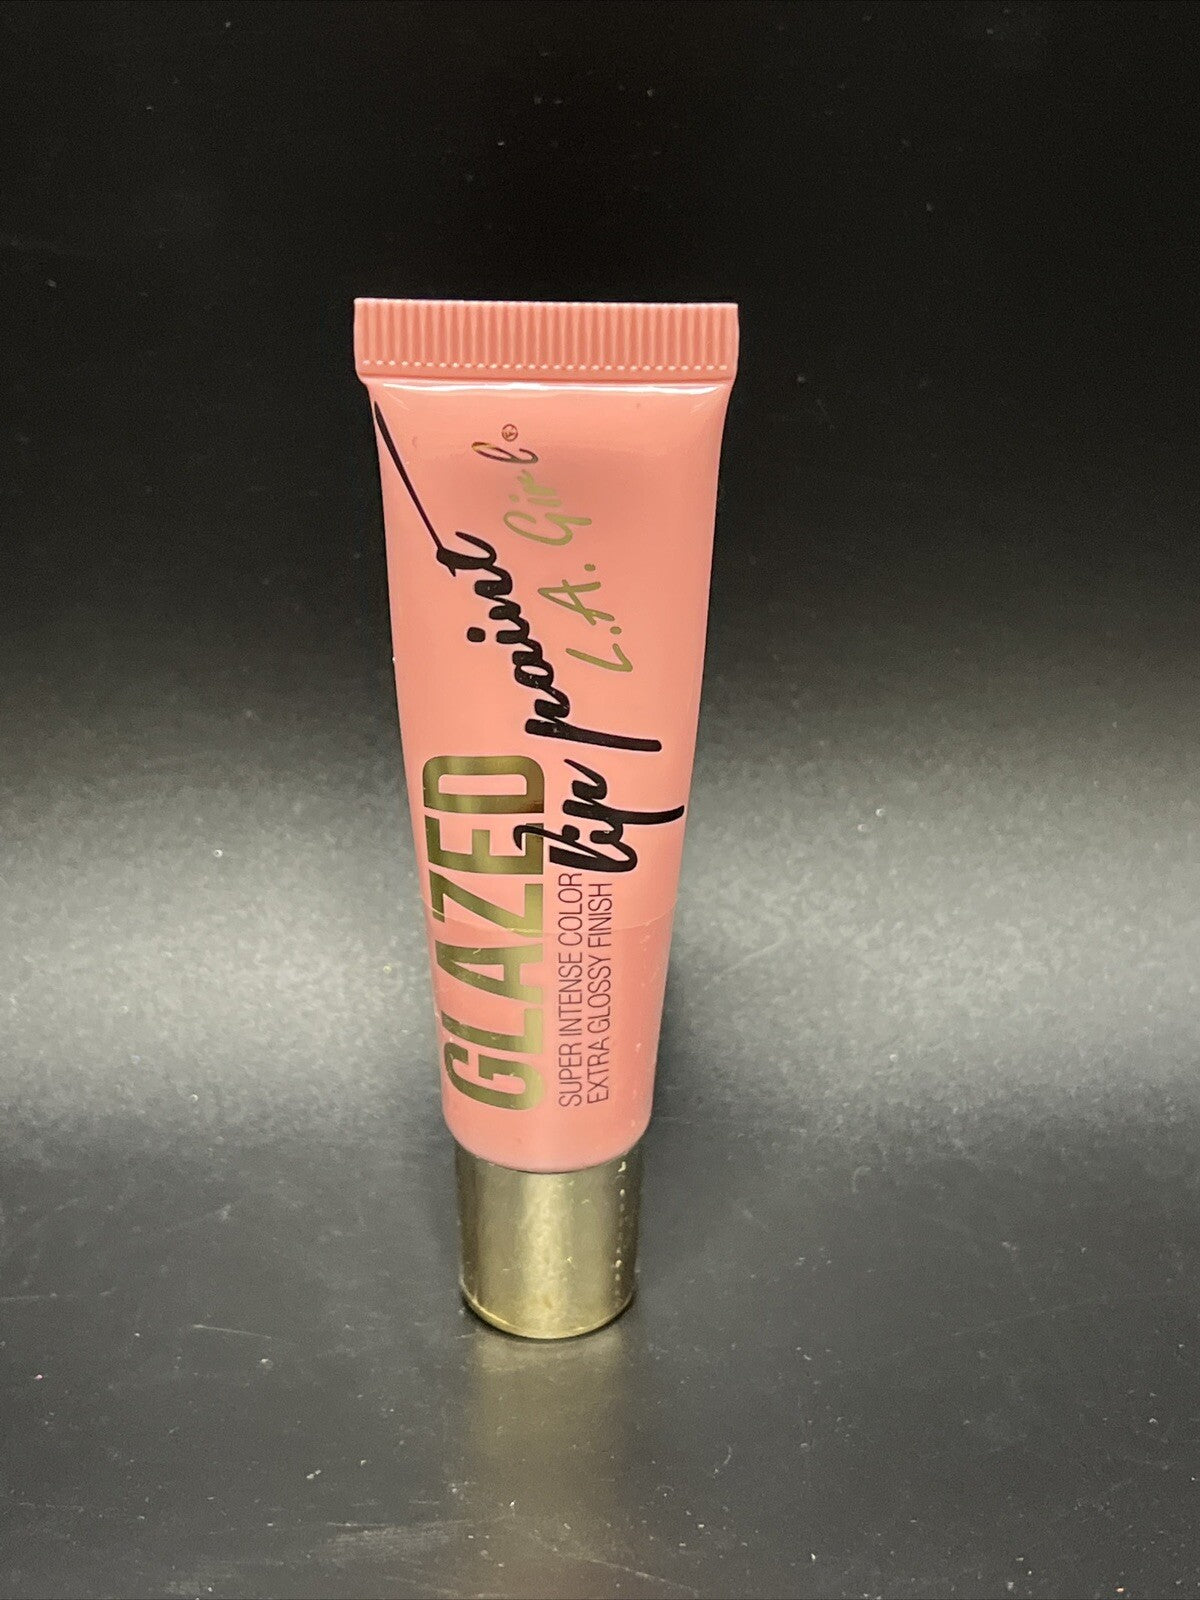 GLAZED
lip paint
SUPER INTENSE COLOR
EXTRA GLOSSY FINISH
L.A. Girl®